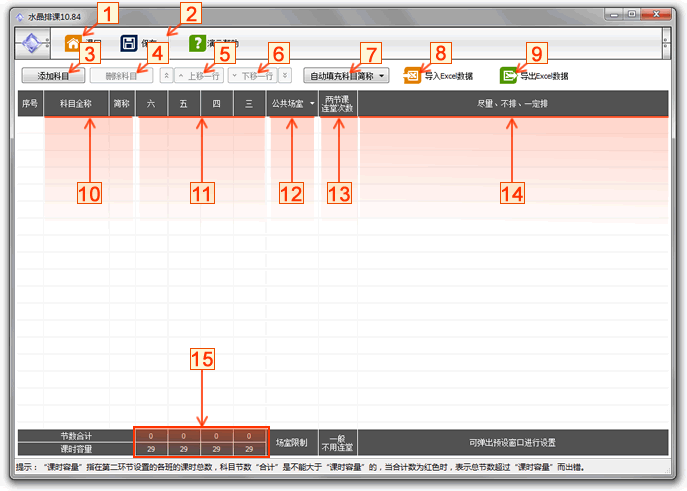 水晶排课10.84
1
2
返回
保存
演示帮助
3 4 5 6 7 8 9
添加科目
删除科目
上移一行
下移一行
自动填充科目简称
导入Excel数据
导出Excel数据
序号 科目全称 简称 六 五 四 三 公共场室 两节课
连堂次数 尽量、不排、一定排
10 11 12 13 14
15
节数合计 0 0 0 0
课时容量 29 29 29 29
场室限制
一般
不用连堂
可弹出预设窗口进行设置
提示：“课时容量”指在第二环节设置的各班的课时总数，科目节数“合计”是不能大于“课时容量”的，当合计数为红色时，表示总节数超过“课时容量”而出错。